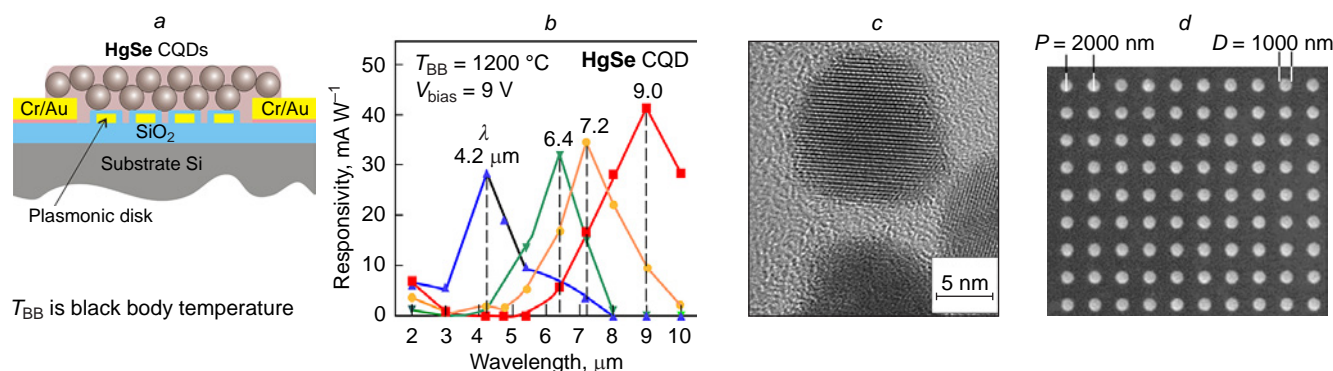 a
HgSe CQDs
Cr/Au
Cr/Au
SiO2
Substrate Si
Plasmonic disk
TBB is black body temperature
b
TBB = 1200 °C
Vbias = 9 V
HgSe CQD
λ
4.2 μm
6.4
7.2
9.0
Responsivity, mA W–1
50
40
30
20
10
0
2 3 4 5 6 7 8 9 10
Wavelength, μm
c
5 nm
d
P = 2000 nm
D = 1000 nm